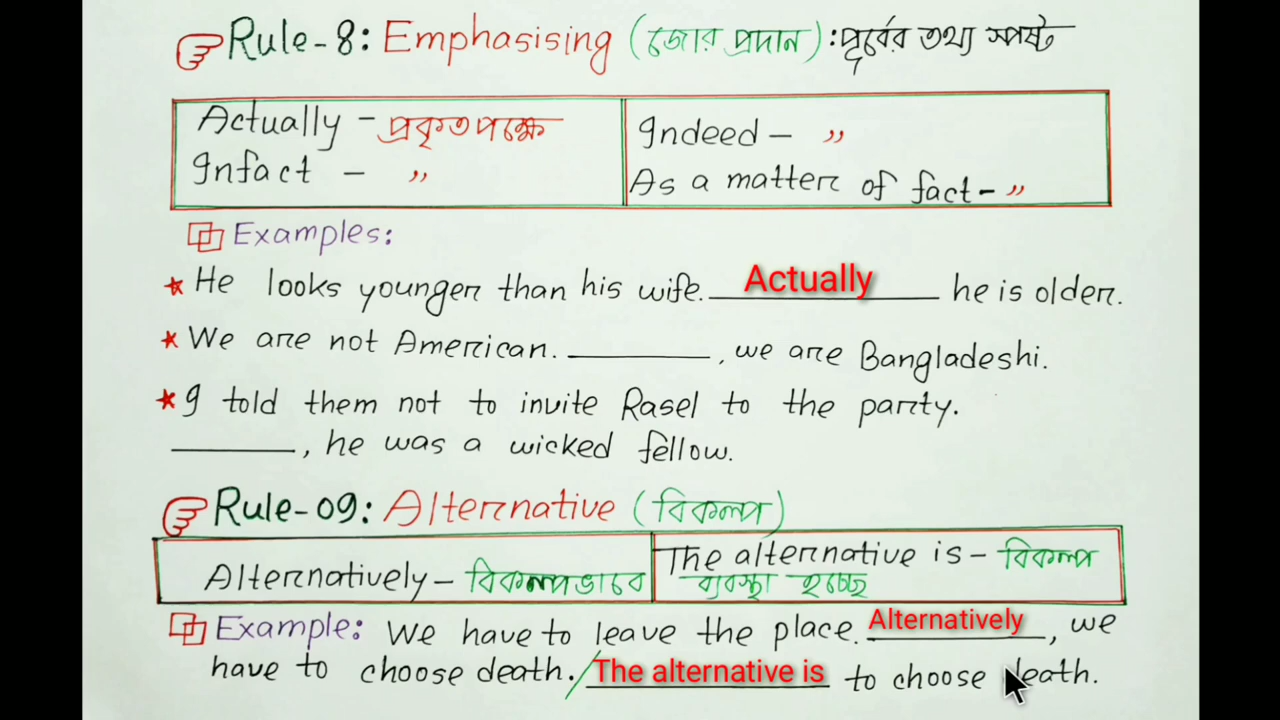 Rule-8: Emphasising (জোর প্রদান) : পূর্বের তথ্য স্পষ্ট
Actually - প্রকৃতপক্ষে
Infact - "
Indeed - "
As a matter of fact - "
Examples:
★ He looks younger than his wife. Actually he is older.
★ We are not American. ________, we are Bangladeshi.
★ I told them not to invite Rasel to the party.
________, he was a wicked fellow.
Rule-09: Alternative (বিকল্প)
Alternatively - বিকল্পভাবে
The alternative is - বিকল্প
ব্যবস্থা হচ্ছে
Example: We have to leave the place. Alternatively, we
have to choose death. / The alternative is to choose death.